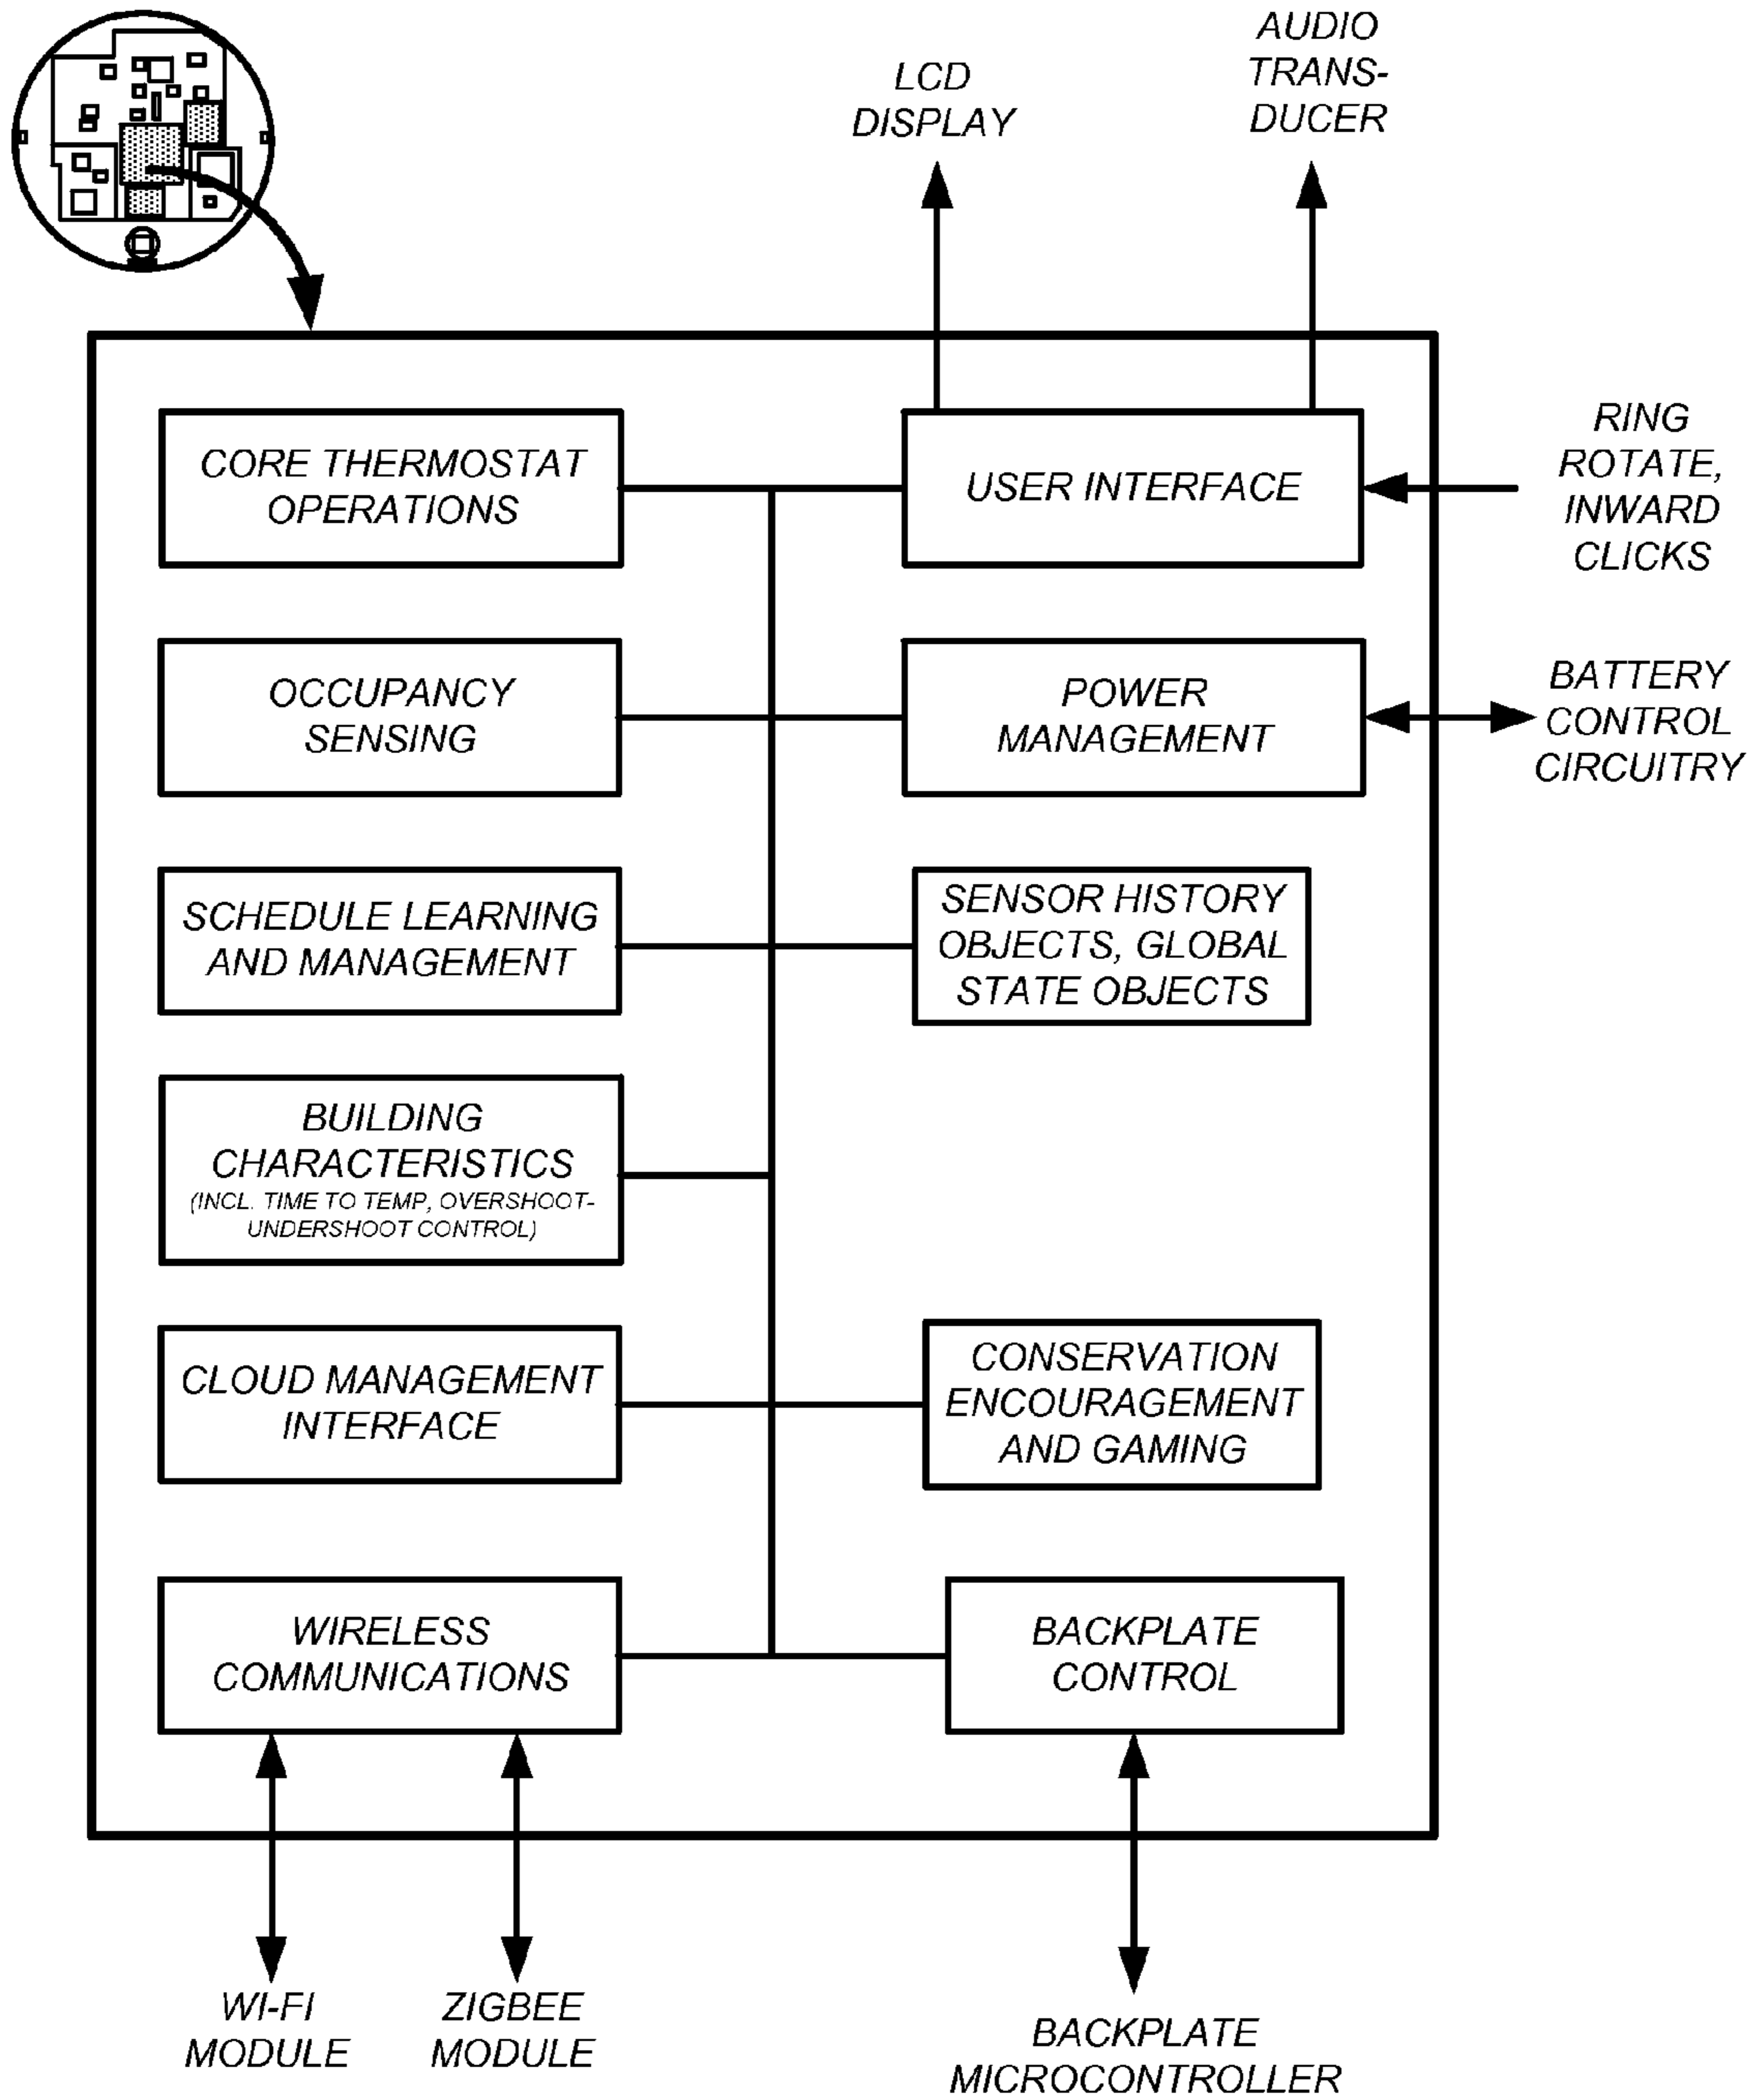 LCD
DISPLAY
AUDIO
TRANS-
DUCER
CORE THERMOSTAT
OPERATIONS
USER INTERFACE
RING
ROTATE,
INWARD
CLICKS
OCCUPANCY
SENSING
POWER
MANAGEMENT
BATTERY
CONTROL
CIRCUITRY
SCHEDULE LEARNING
AND MANAGEMENT
SENSOR HISTORY
OBJECTS, GLOBAL
STATE OBJECTS
BUILDING
CHARACTERISTICS
(INCL. TIME TO TEMP, OVERSHOOT-
UNDERSHOOT CONTROL)
CLOUD MANAGEMENT
INTERFACE
CONSERVATION
ENCOURAGEMENT
AND GAMING
WIRELESS
COMMUNICATIONS
BACKPLATE
CONTROL
WI-FI
MODULE
ZIGBEE
MODULE
BACKPLATE
MICROCONTROLLER